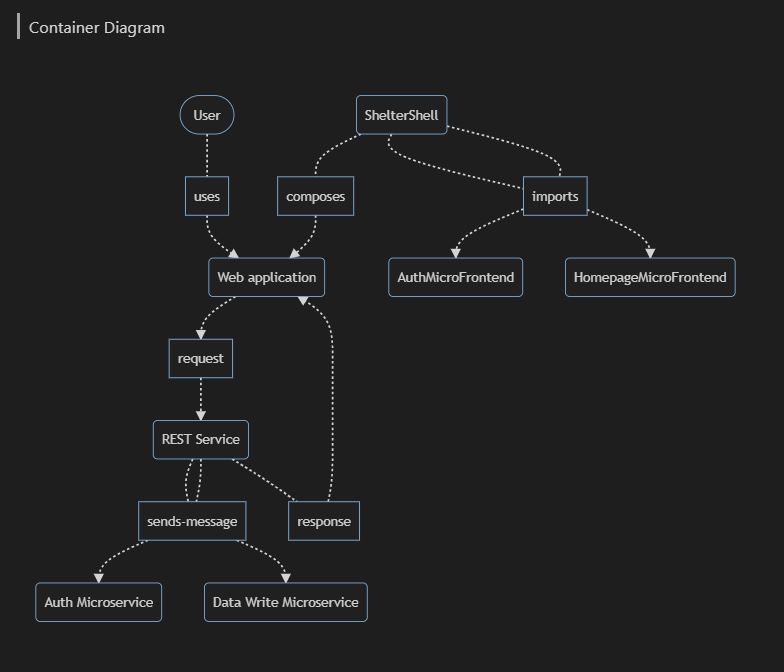 Container Diagram
User
ShelterShell
uses
composes
imports
Web application
AuthMicroFrontend
HomepageMicroFrontend
request
REST Service
sends-message
response
Auth Microservice
Data Write Microservice